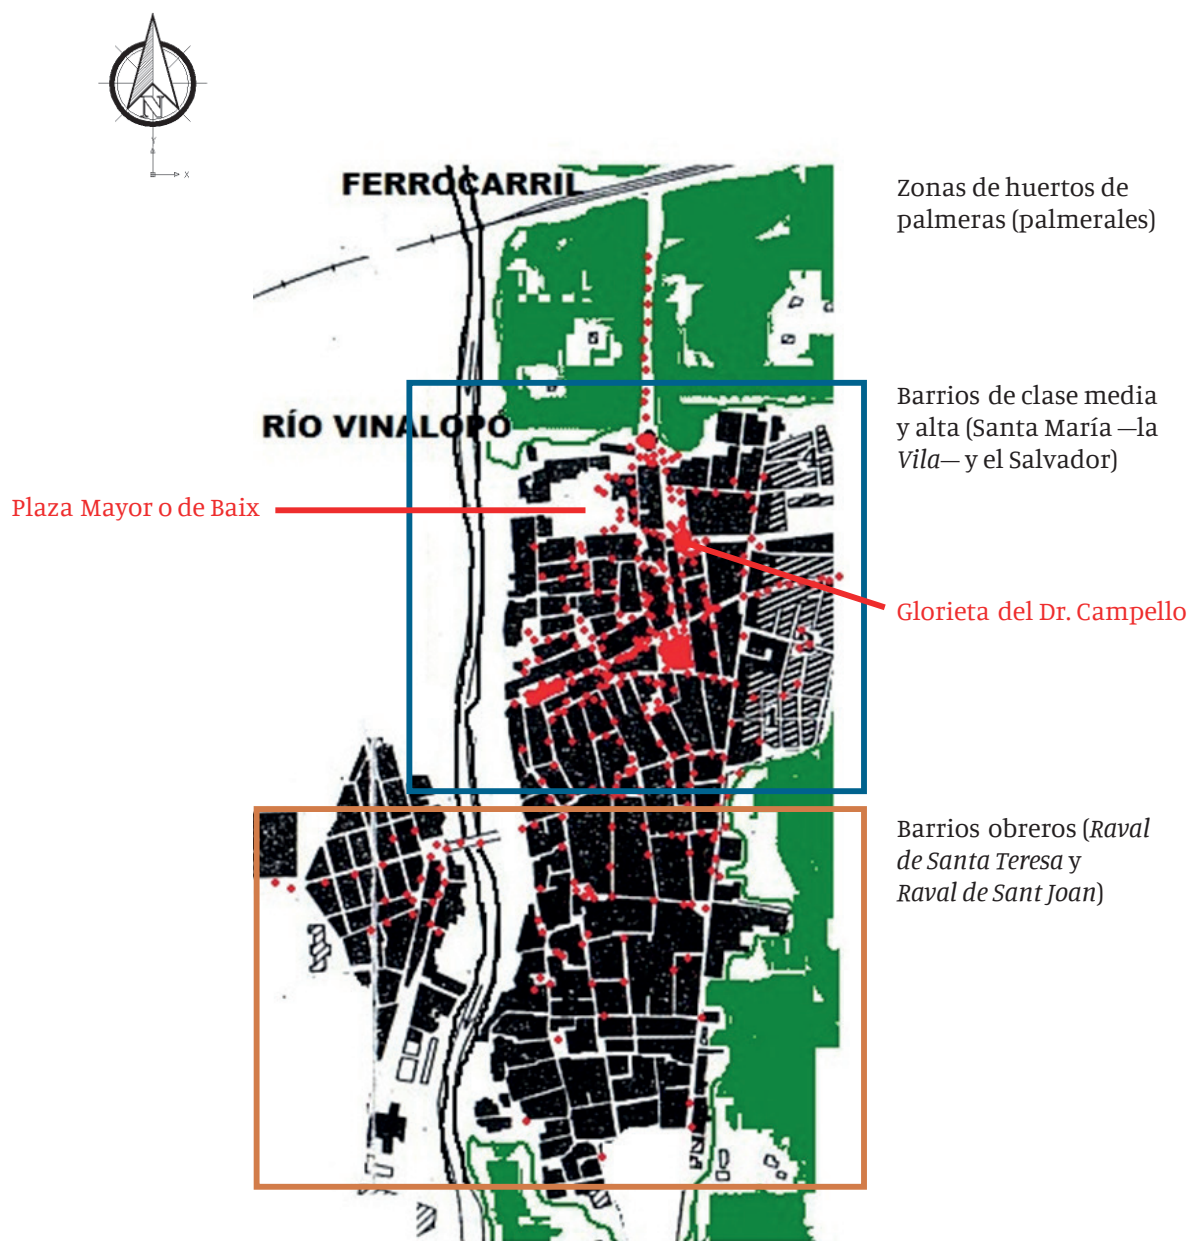 N
Y
X
FERROCARRIL
Zonas de huertos de
palmeras (palmerales)
RÍO VINALOPÓ
Barrios de clase media
y alta (Santa María —la
Vila— y el Salvador)
4
Plaza Mayor o de Baix
Glorieta del Dr. Campello
1
Barrios obreros (Raval
de Santa Teresa y
Raval de Sant Joan)